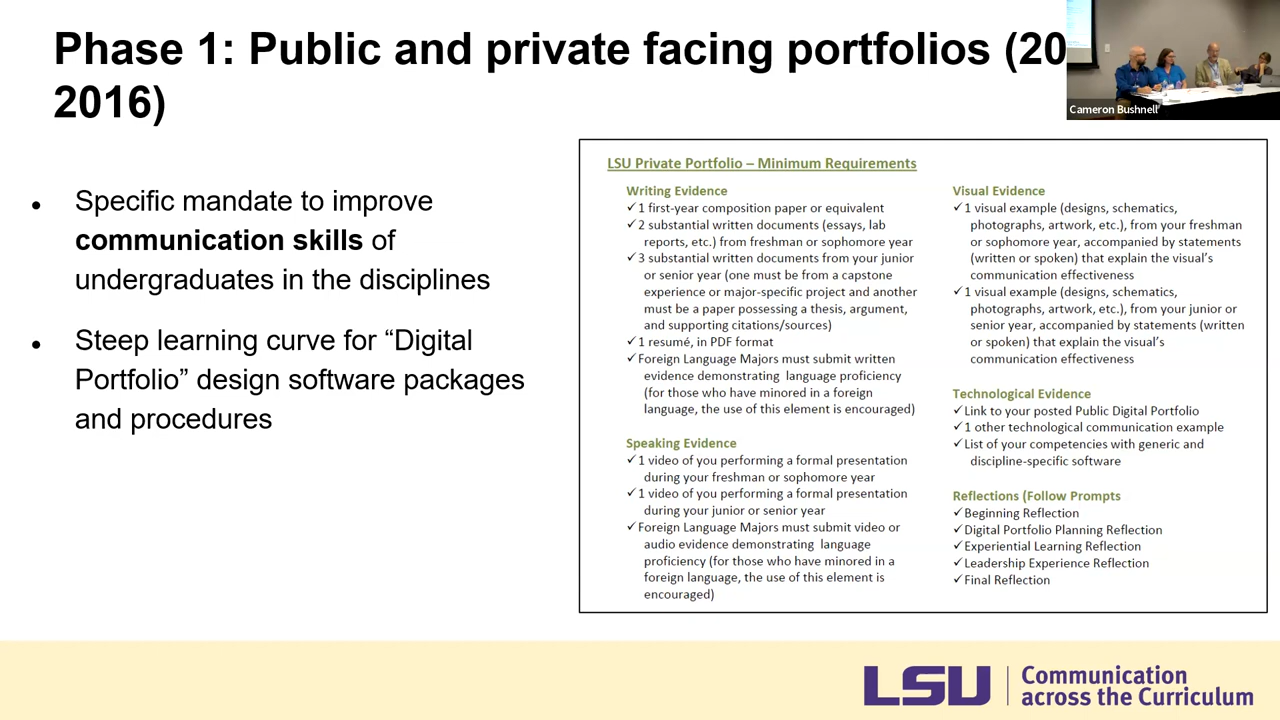 Phase 1: Public and private facing portfolios (20
2016)
Cameron Bushnell
● Specific mandate to improve
communication skills of
undergraduates in the disciplines
● Steep learning curve for “Digital
Portfolio” design software packages
and procedures
LSU Private Portfolio – Minimum Requirements
Writing Evidence
✓1 first-year composition paper or equivalent
✓2 substantial written documents (essays, lab
reports, etc.) from freshman or sophomore year
✓3 substantial written documents from your junior
or senior year (one must be from a capstone
experience or major-specific project and another
must be a paper possessing a thesis, argument,
and supporting citations/sources)
✓1 resumé, in PDF format
✓Foreign Language Majors must submit written
evidence demonstrating language proficiency
(for those who have minored in a foreign
language, the use of this element is encouraged)
Speaking Evidence
✓1 video of you performing a formal presentation
during your freshman or sophomore year
✓1 video of you performing a formal presentation
during your junior or senior year
✓Foreign Language Majors must submit video or
audio evidence demonstrating language
proficiency (for those who have minored in a
foreign language, the use of this element is
encouraged)
Visual Evidence
✓1 visual example (designs, schematics,
photographs, artwork, etc.), from your freshman
or sophomore year, accompanied by statements
(written or spoken) that explain the visual’s
communication effectiveness
✓1 visual example (designs, schematics,
photographs, artwork, etc.), from your junior or
senior year, accompanied by statements (written
or spoken) that explain the visual’s
communication effectiveness
Technological Evidence
✓Link to your posted Public Digital Portfolio
✓1 other technological communication example
✓List of your competencies with generic and
discipline-specific software
Reflections (Follow Prompts
✓Beginning Reflection
✓Digital Portfolio Planning Reflection
✓Experiential Learning Reflection
✓Leadership Experience Reflection
✓Final Reflection
LSU
Communication
across the Curriculum